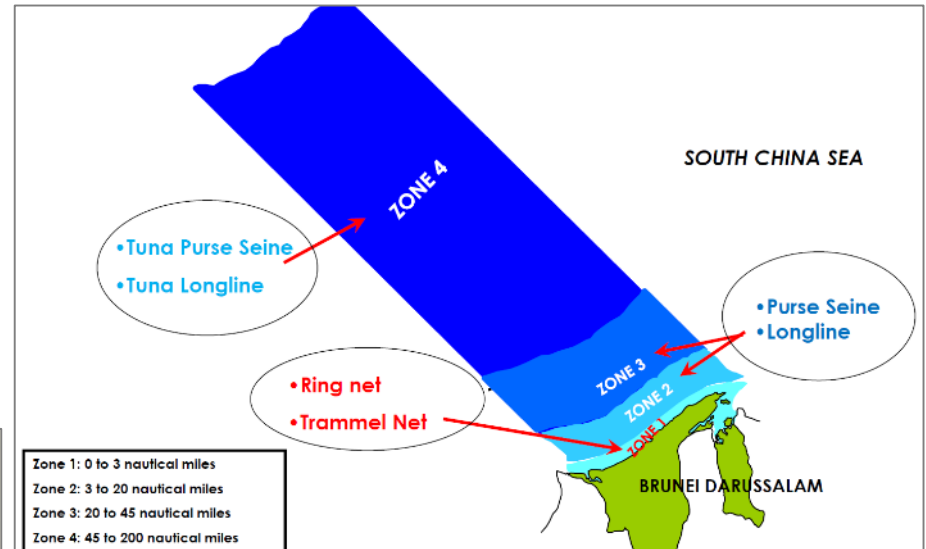 SOUTH CHINA SEA
ZONE 4
•Tuna Purse Seine
•Tuna Longline
•Purse Seine
•Longline
ZONE 3
•Ring net
ZONE 2
•Trammel Net
ZONE 1
BRUNEI DARUSSALAM
Zone 1: 0 to 3 nautical miles
Zone 2: 3 to 20 nautical miles
Zone 3: 20 to 45 nautical miles
Zone 4: 45 to 200 nautical miles